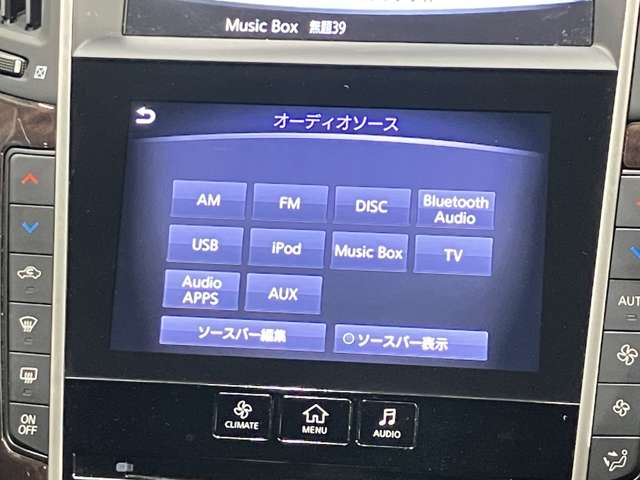 Music Box 無題39
オーディオソース
AM FM DISC Bluetooth Audio
USB iPod Music Box TV
Audio APPS AUX
ソースバー編集 ソースバー表示
AUTO
ON OFF
CLIMATE MENU AUDIO